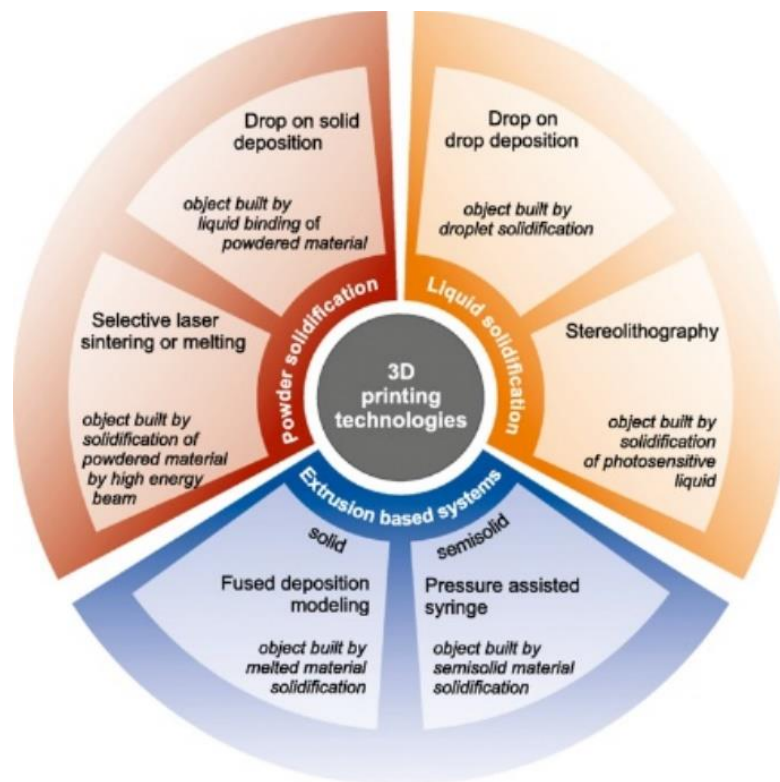 3D
printing
technologies
Powder solidification
Drop on solid
deposition
object built by
liquid binding of
powdered material
Selective laser
sintering or melting
object built by
solidification of
powdered material
by high energy
beam
Liquid solidification
Drop on
drop deposition
object built by
droplet solidification
Stereolithography
object built by
solidification
of photosensitive
liquid
Extrusion based systems
solid
Fused deposition
modeling
object built by
melted material
solidification
semisolid
Pressure assisted
syringe
object built by
semisolid material
solidification